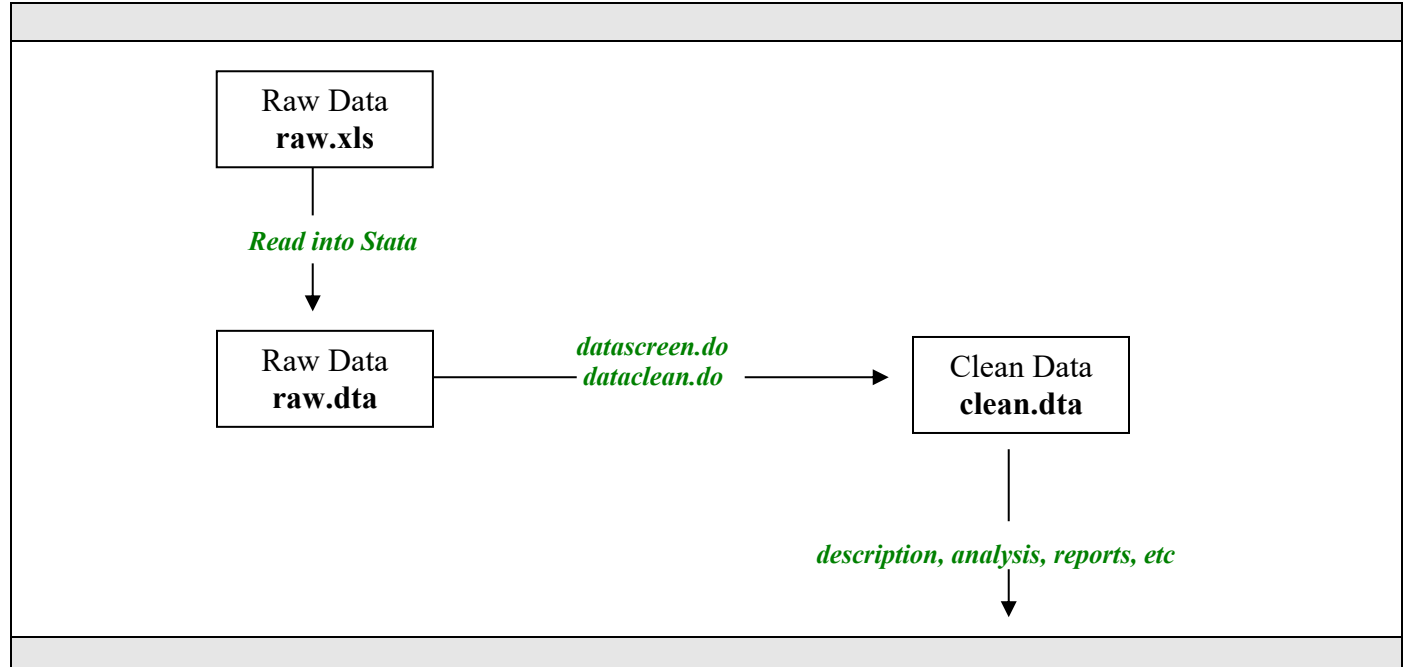 Raw Data
raw.xls
Read into Stata
Raw Data
raw.dta
datascreen.do
dataclean.do
Clean Data
clean.dta
description, analysis, reports, etc